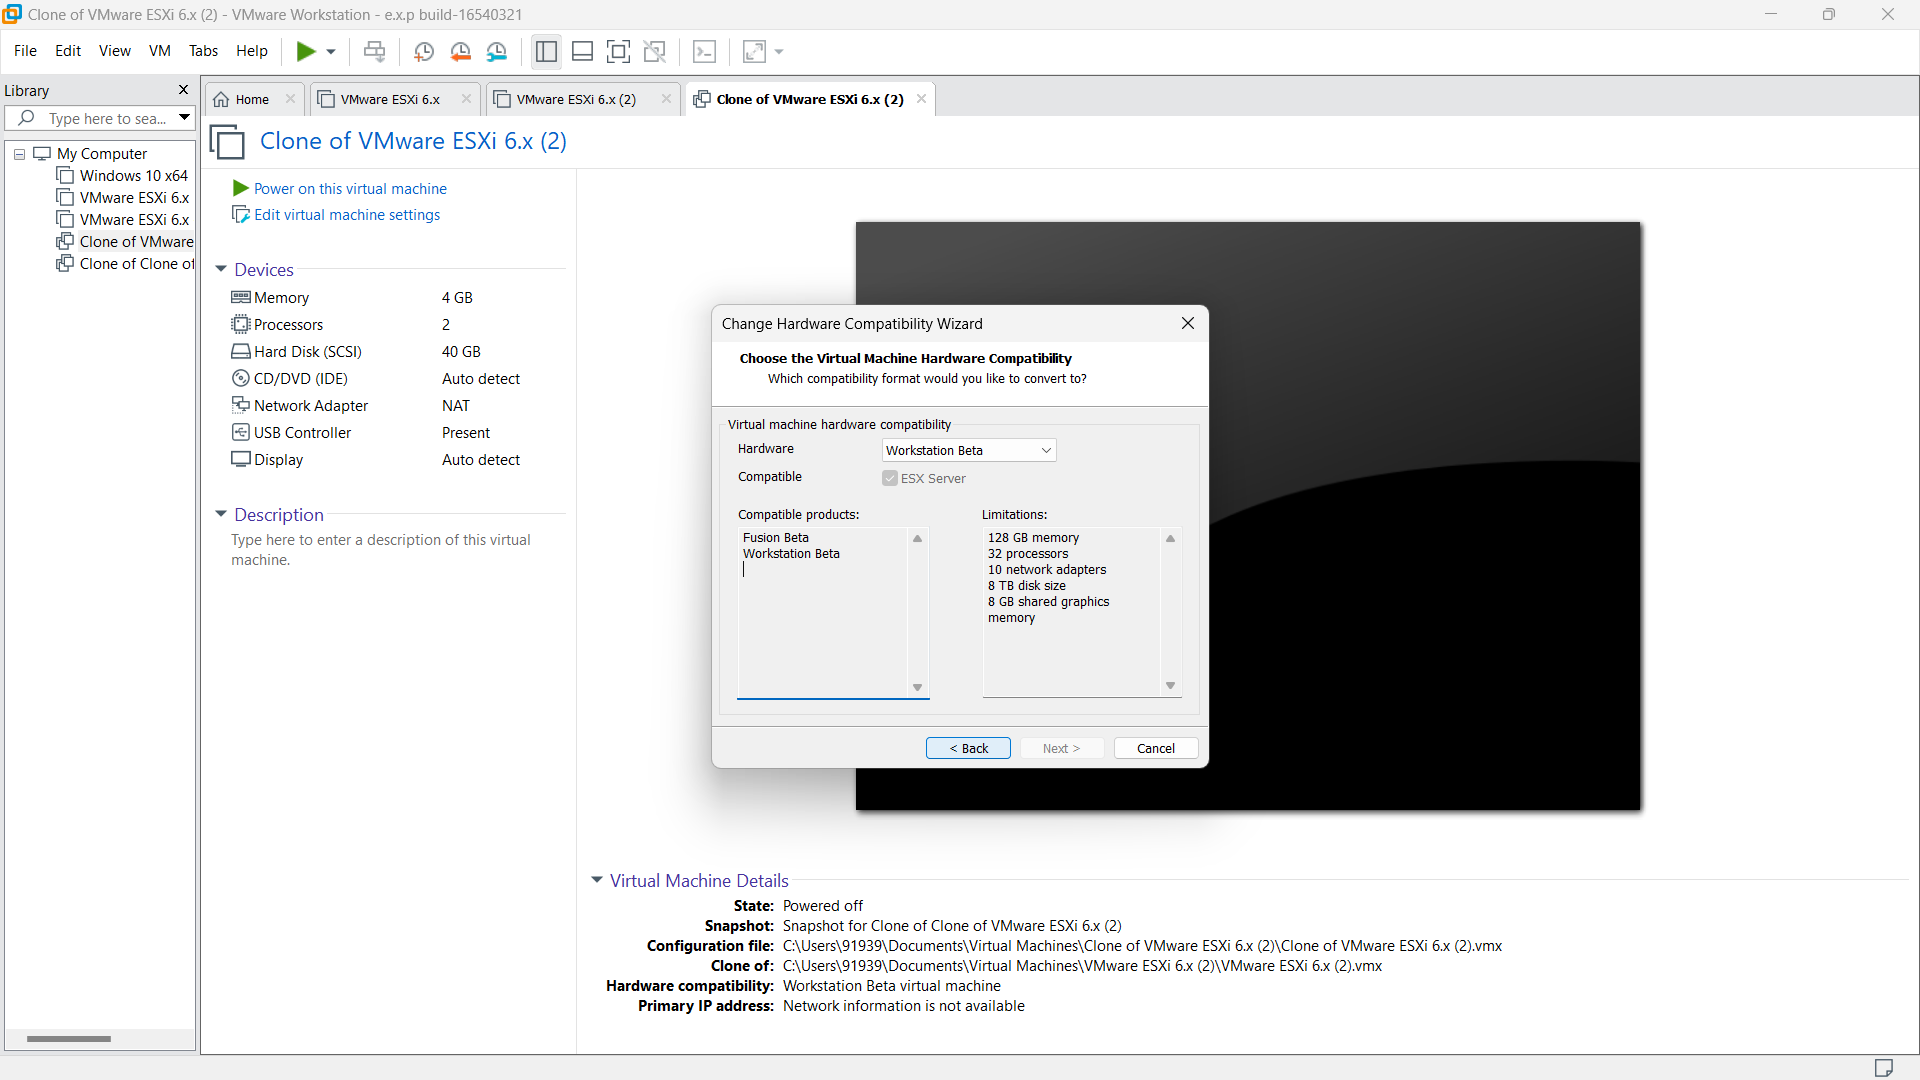 Clone of VMware ESXi 6.x (2) - VMware Workstation - e.x.p build-16540321
File Edit View VM Tabs Help
Library
Type here to sea...
My Computer
Windows 10 x64
VMware ESXi 6.x
VMware ESXi 6.x
Clone of VMware
Clone of Clone of
Home
VMware ESXi 6.x
VMware ESXi 6.x (2)
Clone of VMware ESXi 6.x (2)
Clone of VMware ESXi 6.x (2)
Power on this virtual machine
Edit virtual machine settings
Devices
Memory 4 GB
Processors 2
Hard Disk (SCSI) 40 GB
CD/DVD (IDE) Auto detect
Network Adapter NAT
USB Controller Present
Display Auto detect
Description
Type here to enter a description of this virtual
machine.
Change Hardware Compatibility Wizard
Choose the Virtual Machine Hardware Compatibility
Which compatibility format would you like to convert to?
Virtual machine hardware compatibility
Hardware Workstation Beta
Compatible ESX Server
Compatible products:
Fusion Beta
Workstation Beta
Limitations:
128 GB memory
32 processors
10 network adapters
8 TB disk size
8 GB shared graphics
memory
< Back Next > Cancel
Virtual Machine Details
State: Powered off
Snapshot: Snapshot for Clone of Clone of VMware ESXi 6.x (2)
Configuration file: C:\Users\91939\Documents\Virtual Machines\Clone of VMware ESXi 6.x (2)\Clone of VMware ESXi 6.x (2).vmx
Clone of: C:\Users\91939\Documents\Virtual Machines\VMware ESXi 6.x (2)\VMware ESXi 6.x (2).vmx
Hardware compatibility: Workstation Beta virtual machine
Primary IP address: Network information is not available